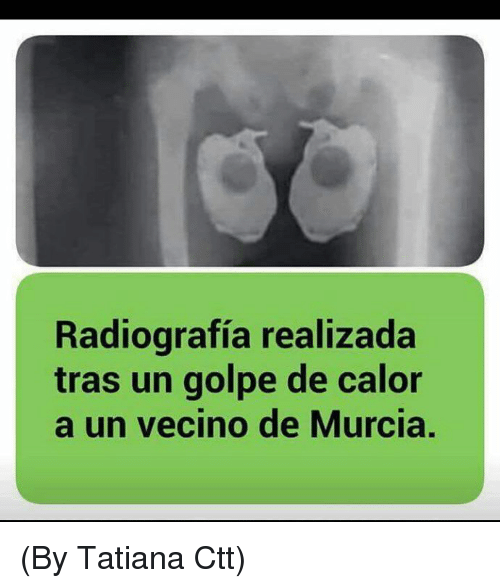 Radiografía realizada
tras un golpe de calor
a un vecino de Murcia.
(By Tatiana Ctt)